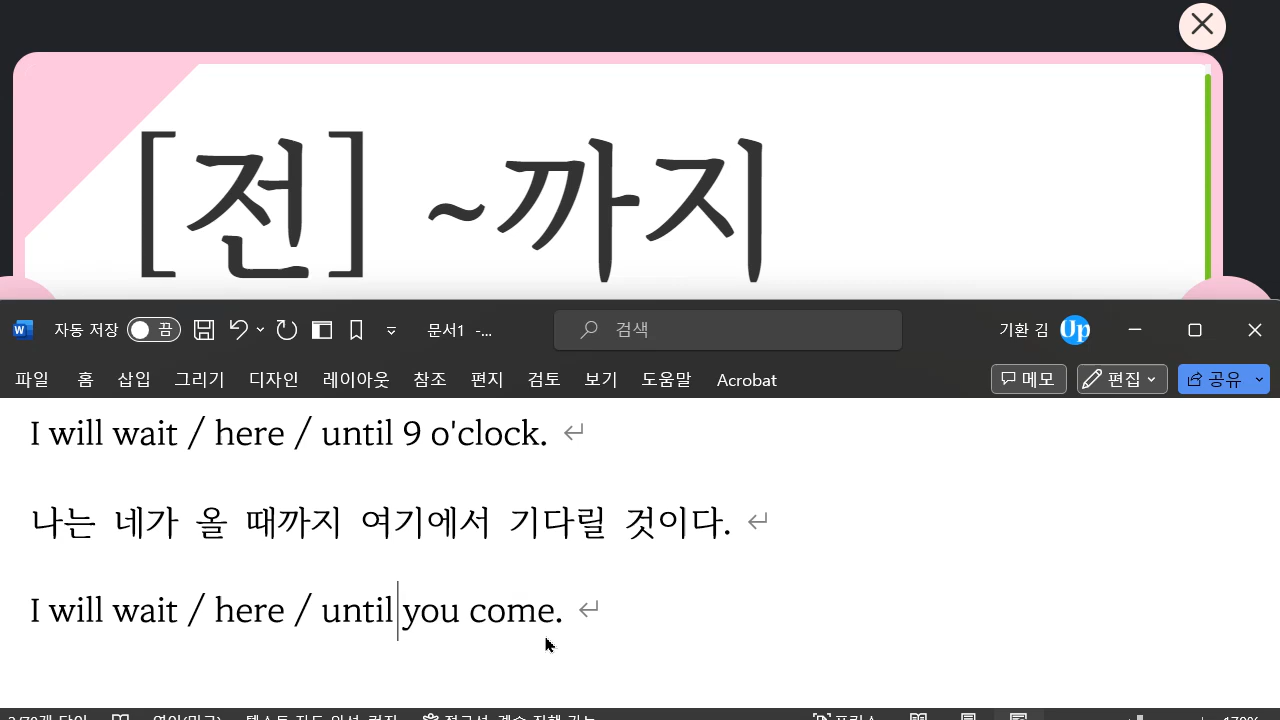 [전] ~까지
자동 저장 끔 문서1 -... 검색 기환 김 Up
파일 홈 삽입 그리기 디자인 레이아웃 참조 편지 검토 보기 도움말 Acrobat 메모 편집 공유
I will wait / here / until 9 o'clock. ↵
나는 네가 올 때까지 여기에서 기다릴 것이다. ↵
I will wait / here / until you come. ↵